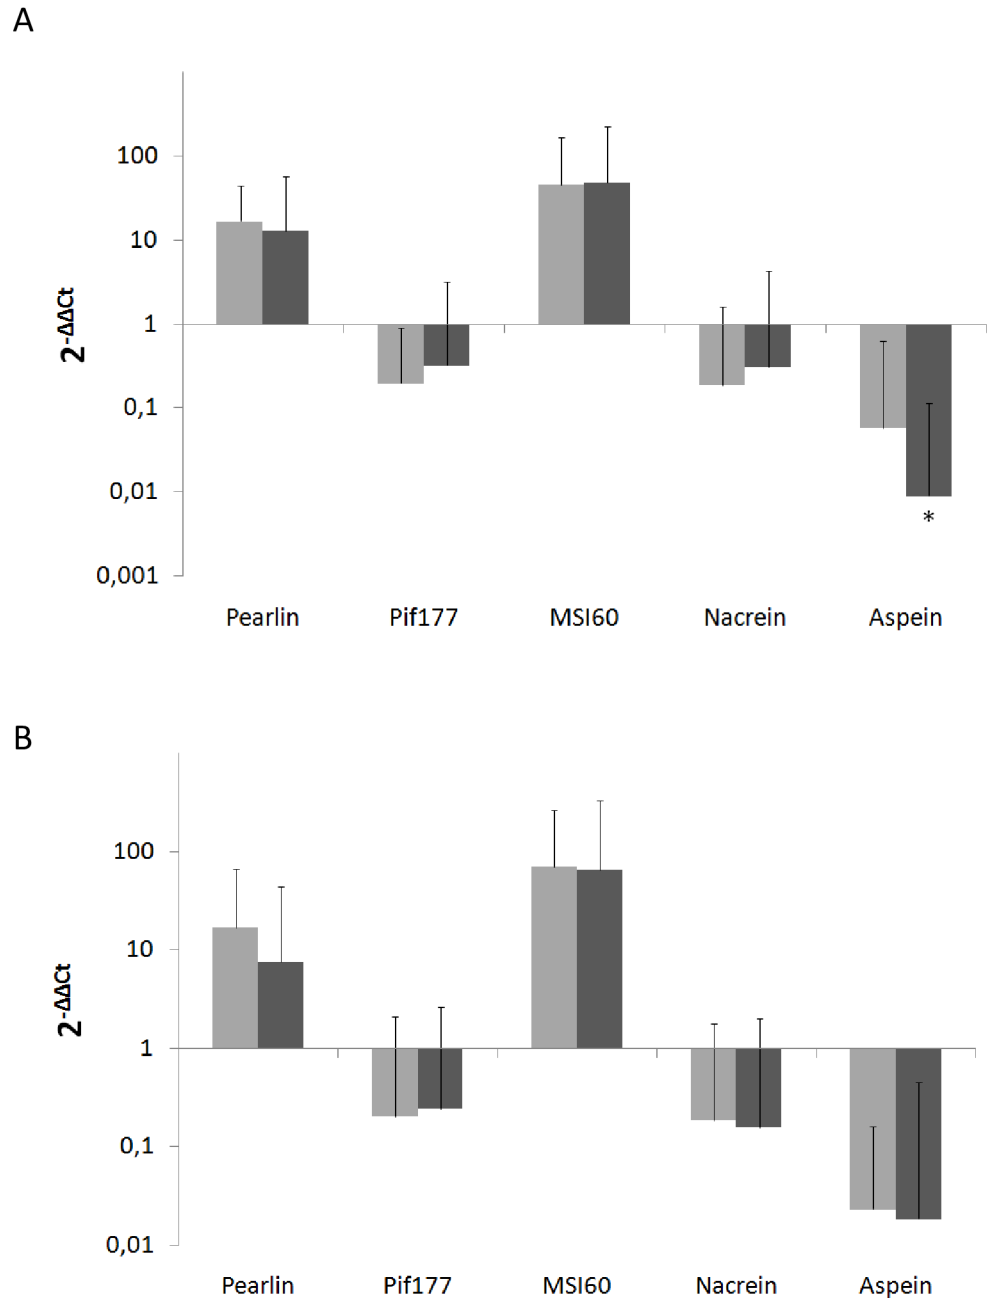 A
100
10
1
0,1
0,01
0,001
2-ΔΔCt
*
Pearlin Pif177 MSI60 Nacrein Aspein
B
100
10
1
0,1
0,01
2-ΔΔCt
Pearlin Pif177 MSI60 Nacrein Aspein